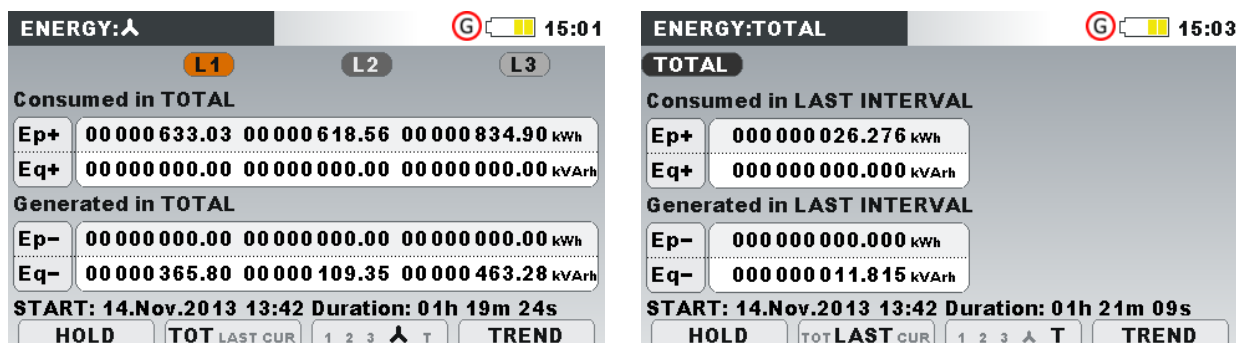 ENERGY:⅄ G 15:01
L1 L2 L3
Consumed in TOTAL
Ep+ 00 000 633.03 00 000 618.56 00 000 834.90 kWh
Eq+ 00 000 000.00 00 000 000.00 00 000 000.00 kVArh
Generated in TOTAL
Ep− 00 000 000.00 00 000 000.00 00 000 000.00 kWh
Eq− 00 000 365.80 00 000 109.35 00 000 463.28 kVArh
START: 14.Nov.2013 13:42 Duration: 01h 19m 24s
HOLD TOT LAST CUR 1 2 3 ⅄ T TREND
ENERGY:TOTAL G 15:03
TOTAL
Consumed in LAST INTERVAL
Ep+ 000 000 026.276 kWh
Eq+ 000 000 000.000 kVArh
Generated in LAST INTERVAL
Ep− 000 000 000.000 kWh
Eq− 000 000 011.815 kVArh
START: 14.Nov.2013 13:42 Duration: 01h 21m 09s
HOLD TOT LAST CUR 1 2 3 ⅄ T TREND